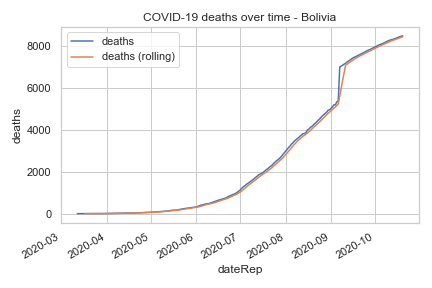 COVID-19 deaths over time - Bolivia
deaths
deaths (rolling)
deaths
8000
6000
4000
2000
0
2020-03
2020-04
2020-05
2020-06
2020-07
2020-08
2020-09
2020-10
dateRep